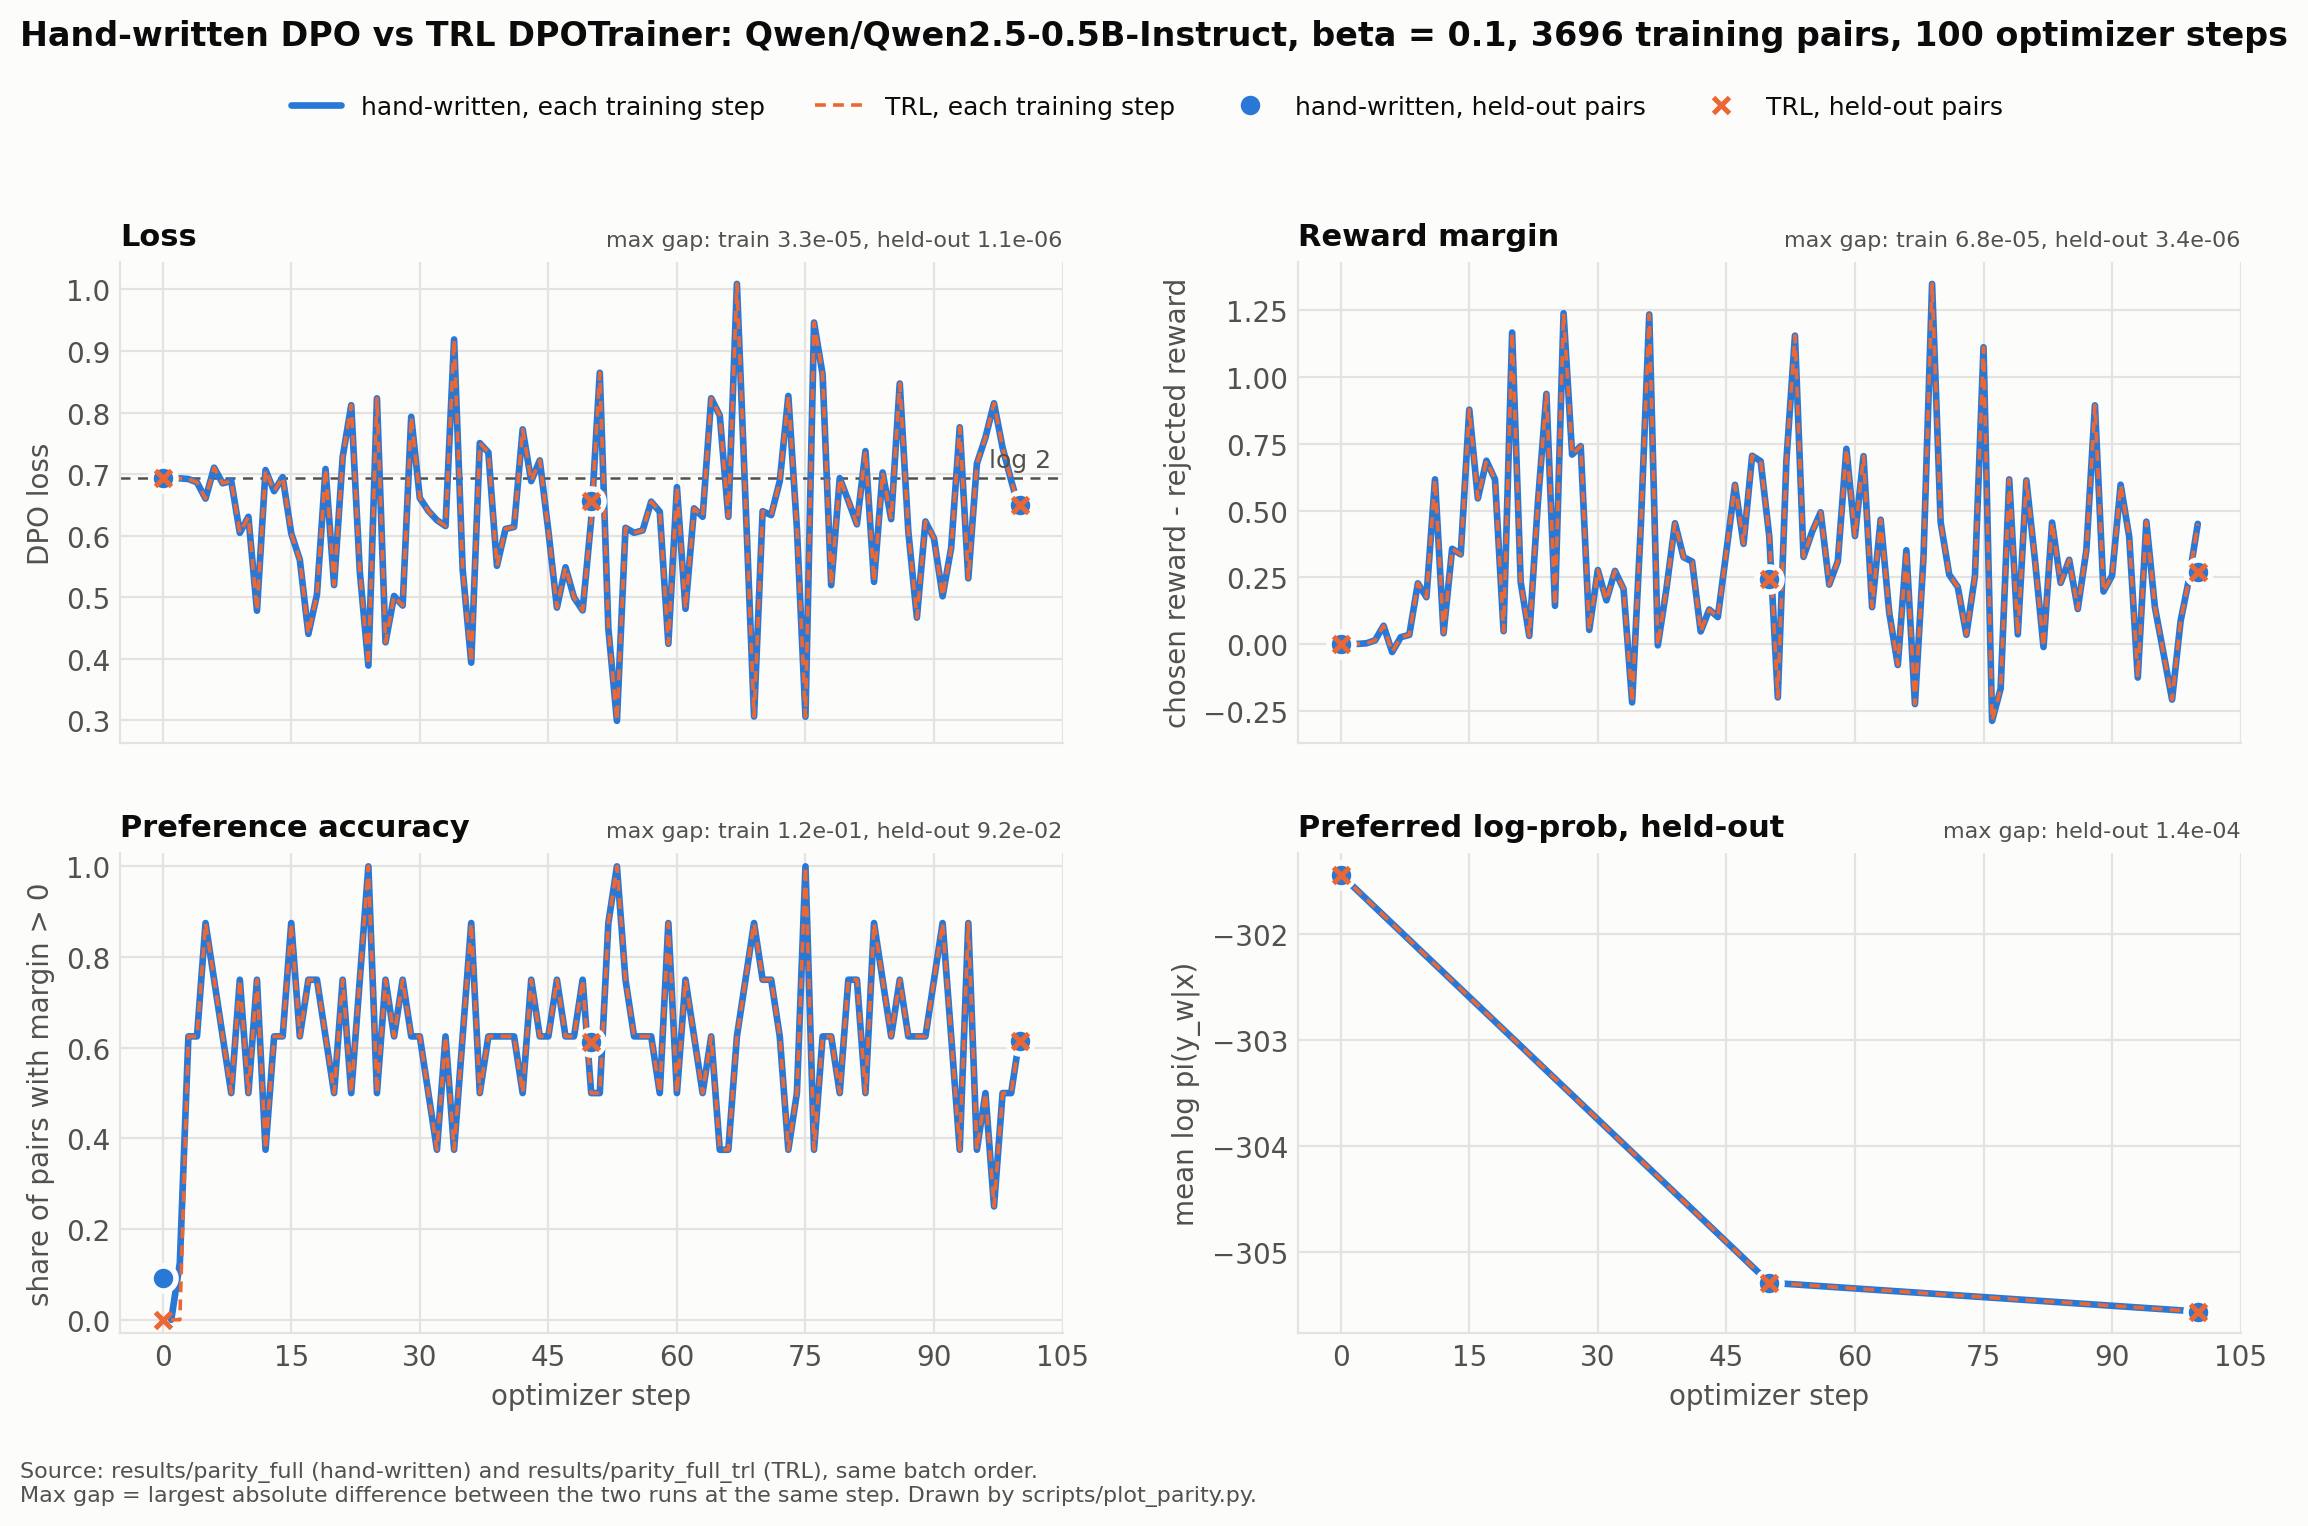 Hand-written DPO vs TRL DPOTrainer: Qwen/Qwen2.5-0.5B-Instruct, beta = 0.1, 3696 training pairs, 100 optimizer steps
hand-written, each training step
TRL, each training step
hand-written, held-out pairs
TRL, held-out pairs
Loss
max gap: train 3.3e-05, held-out 1.1e-06
DPO loss
1.0
0.9
0.8
0.7
0.6
0.5
0.4
0.3
log 2
Reward margin
max gap: train 6.8e-05, held-out 3.4e-06
chosen reward - rejected reward
1.25
1.00
0.75
0.50
0.25
0.00
−0.25
Preference accuracy
max gap: train 1.2e-01, held-out 9.2e-02
share of pairs with margin > 0
1.0
0.8
0.6
0.4
0.2
0.0
0 15 30 45 60 75 90 105
optimizer step
Preferred log-prob, held-out
max gap: held-out 1.4e-04
mean log pi(y_w|x)
−302
−303
−304
−305
0 15 30 45 60 75 90 105
optimizer step
Source: results/parity_full (hand-written) and results/parity_full_trl (TRL), same batch order.
Max gap = largest absolute difference between the two runs at the same step. Drawn by scripts/plot_parity.py.